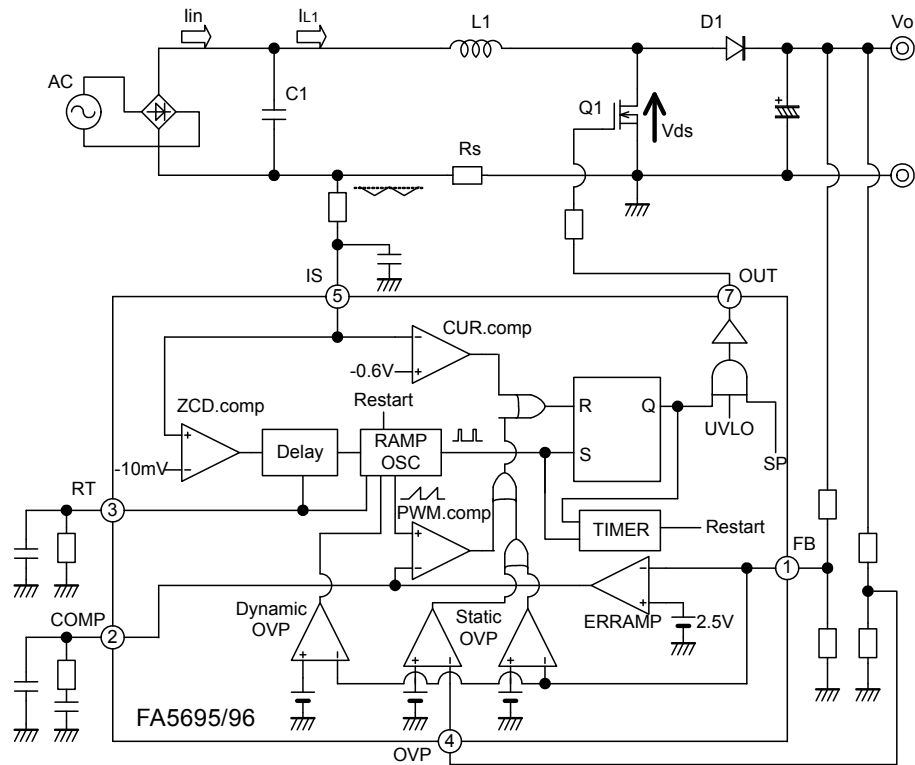 Iin
IL1
L1
D1
Vo
AC
C1
Q1
Vds
Rs
+
IS
OUT
5
7
CUR.comp
-0.6V
ZCD.comp
Restart
R
Q
-10mV
Delay
RAMP
OSC
S
UVLO
SP
RT
3
PWM.comp
TIMER
Restart
FB
1
COMP
2
Dynamic
OVP
Static
OVP
ERRAMP
2.5V
FA5695/96
OVP
4